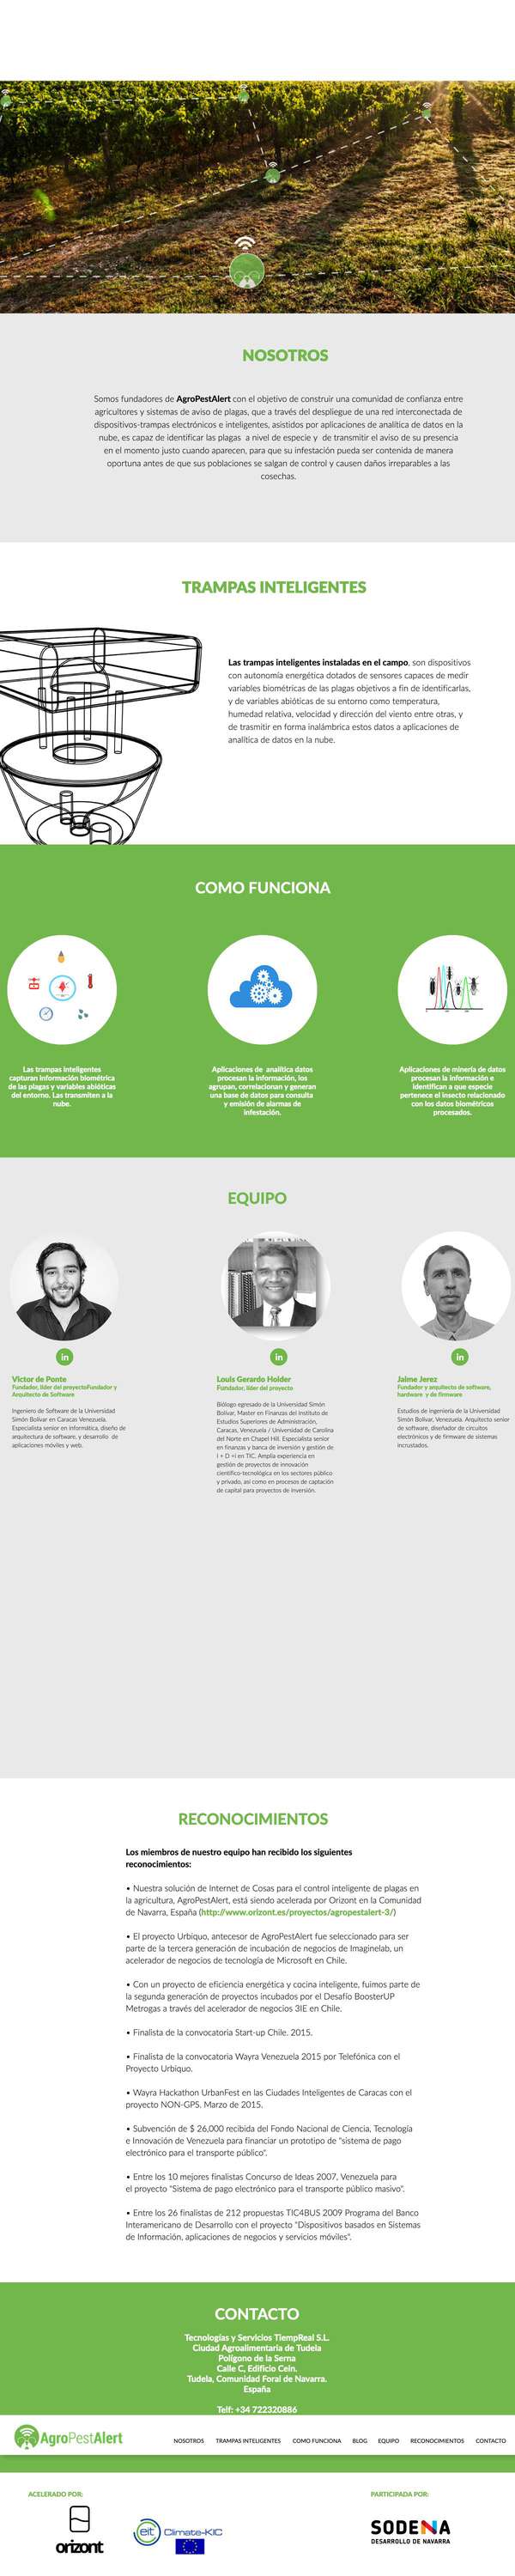 NOSOTROS
Somos fundadores de AgroPestAlert con el objetivo de construir una comunidad de confianza entre
agricultores y sistemas de aviso de plagas, que a través del despliegue de una red interconectada de
dispositivos-trampas electrónicos e inteligentes, asistidos por aplicaciones de analítica de datos en la
nube, es capaz de identificar las plagas a nivel de especie y de transmitir el aviso de su presencia
en el momento justo cuando aparecen, para que su infestación pueda ser contenida de manera
oportuna antes de que sus poblaciones se salgan de control y causen daños irreparables a las
cosechas.
TRAMPAS INTELIGENTES
Las trampas inteligentes instaladas en el campo, son dispositivos
con autonomía energética dotados de sensores capaces de medir
variables biométricas de las plagas objetivos a fin de identificarlas,
y de variables abióticas de su entorno como temperatura,
humedad relativa, velocidad y dirección del viento entre otras, y
de trasmitir en forma inalámbrica estos datos a aplicaciones de
analítica de datos en la nube.
COMO FUNCIONA
Las trampas inteligentes
capturan información biométrica
de las plagas y variables abióticas
del entorno. Las transmiten a la
nube.
Aplicaciones de analítica datos
procesan la información, los
agrupan, correlacionan y generan
una base de datos para consulta
y emisión de alarmas de
infestación.
Aplicaciones de minería de datos
procesan la información e
identifican a que especie
pertenece el insecto relacionado
con los datos biométricos
procesados.
EQUIPO
in
Victor de Ponte
Fundador, líder del proyectoFundador y
Arquitecto de Software
Ingeniero de Software de la Universidad
Simón Bolívar en Caracas Venezuela.
Especialista senior en informática, diseño de
arquitectura de software, y desarrollo de
aplicaciones móviles y web.
in
Louis Gerardo Holder
Fundador, líder del proyecto
Biólogo egresado de la Universidad Simón
Bolívar, Master en Finanzas del Instituto de
Estudios Superiores de Administración,
Caracas, Venezuela / Universidad de Carolina
del Norte en Chapel Hill. Especialista senior
en finanzas y banca de inversión y gestión de
I + D +i en TIC. Amplia experiencia en
gestión de proyectos de innovación
científico-tecnológica en los sectores público
y privado, así como en procesos de captación
de capital para proyectos de inversión.
in
Jaime Jerez
Fundador y arquitecto de software,
hardware y de firmware
Estudios de ingeniería de la Universidad
Simón Bolívar, Venezuela. Arquitecto senior
de software, diseñador de circuitos
electrónicos y de firmware de sistemas
incrustados.
RECONOCIMIENTOS
Los miembros de nuestro equipo han recibido los siguientes
reconocimientos:
• Nuestra solución de Internet de Cosas para el control inteligente de plagas en
la agricultura, AgroPestAlert, está siendo acelerada por Orizont en la Comunidad
de Navarra, España (http://www.orizont.es/proyectos/agropestalert-3/)
• El proyecto Urbiquo, antecesor de AgroPestAlert fue seleccionado para ser
parte de la tercera generación de incubación de negocios de Imaginelab, un
acelerador de negocios de tecnología de Microsoft en Chile.
• Con un proyecto de eficiencia energética y cocina inteligente, fuimos parte de
la segunda generación de proyectos incubados por el Desafío BoosterUP
Metrogas a través del acelerador de negocios 3IE en Chile.
• Finalista de la convocatoria Start-up Chile. 2015.
• Finalista de la convocatoria Wayra Venezuela 2015 por Telefónica con el
Proyecto Urbiquo.
• Wayra Hackathon UrbanFest en las Ciudades Inteligentes de Caracas con el
proyecto NON-GPS. Marzo de 2015.
• Subvención de $ 26,000 recibida del Fondo Nacional de Ciencia, Tecnología
e Innovación de Venezuela para financiar un prototipo de "sistema de pago
electrónico para el transporte público".
• Entre los 10 mejores finalistas Concurso de Ideas 2007, Venezuela para
el proyecto "Sistema de pago electrónico para el transporte público masivo".
• Entre los 26 finalistas de 212 propuestas TIC4BUS 2009 Programa del Banco
Interamericano de Desarrollo con el proyecto "Dispositivos basados en Sistemas
de Información, aplicaciones de negocios y servicios móviles".
CONTACTO
Tecnologías y Servicios TiempReal S.L.
Ciudad Agroalimentaria de Tudela
Polígono de la Serna
Calle C, Edificio Cein.
Tudela, Comunidad Foral de Navarra.
España
Telf: +34 722320886
AgroPestAlert
NOSOTROS TRAMPAS INTELIGENTES COMO FUNCIONA BLOG EQUIPO RECONOCIMIENTOS CONTACTO
ACELERADO POR:
PARTICIPADA POR:
orizont
eit Climate-KIC
SODENA
DESARROLLO DE NAVARRA